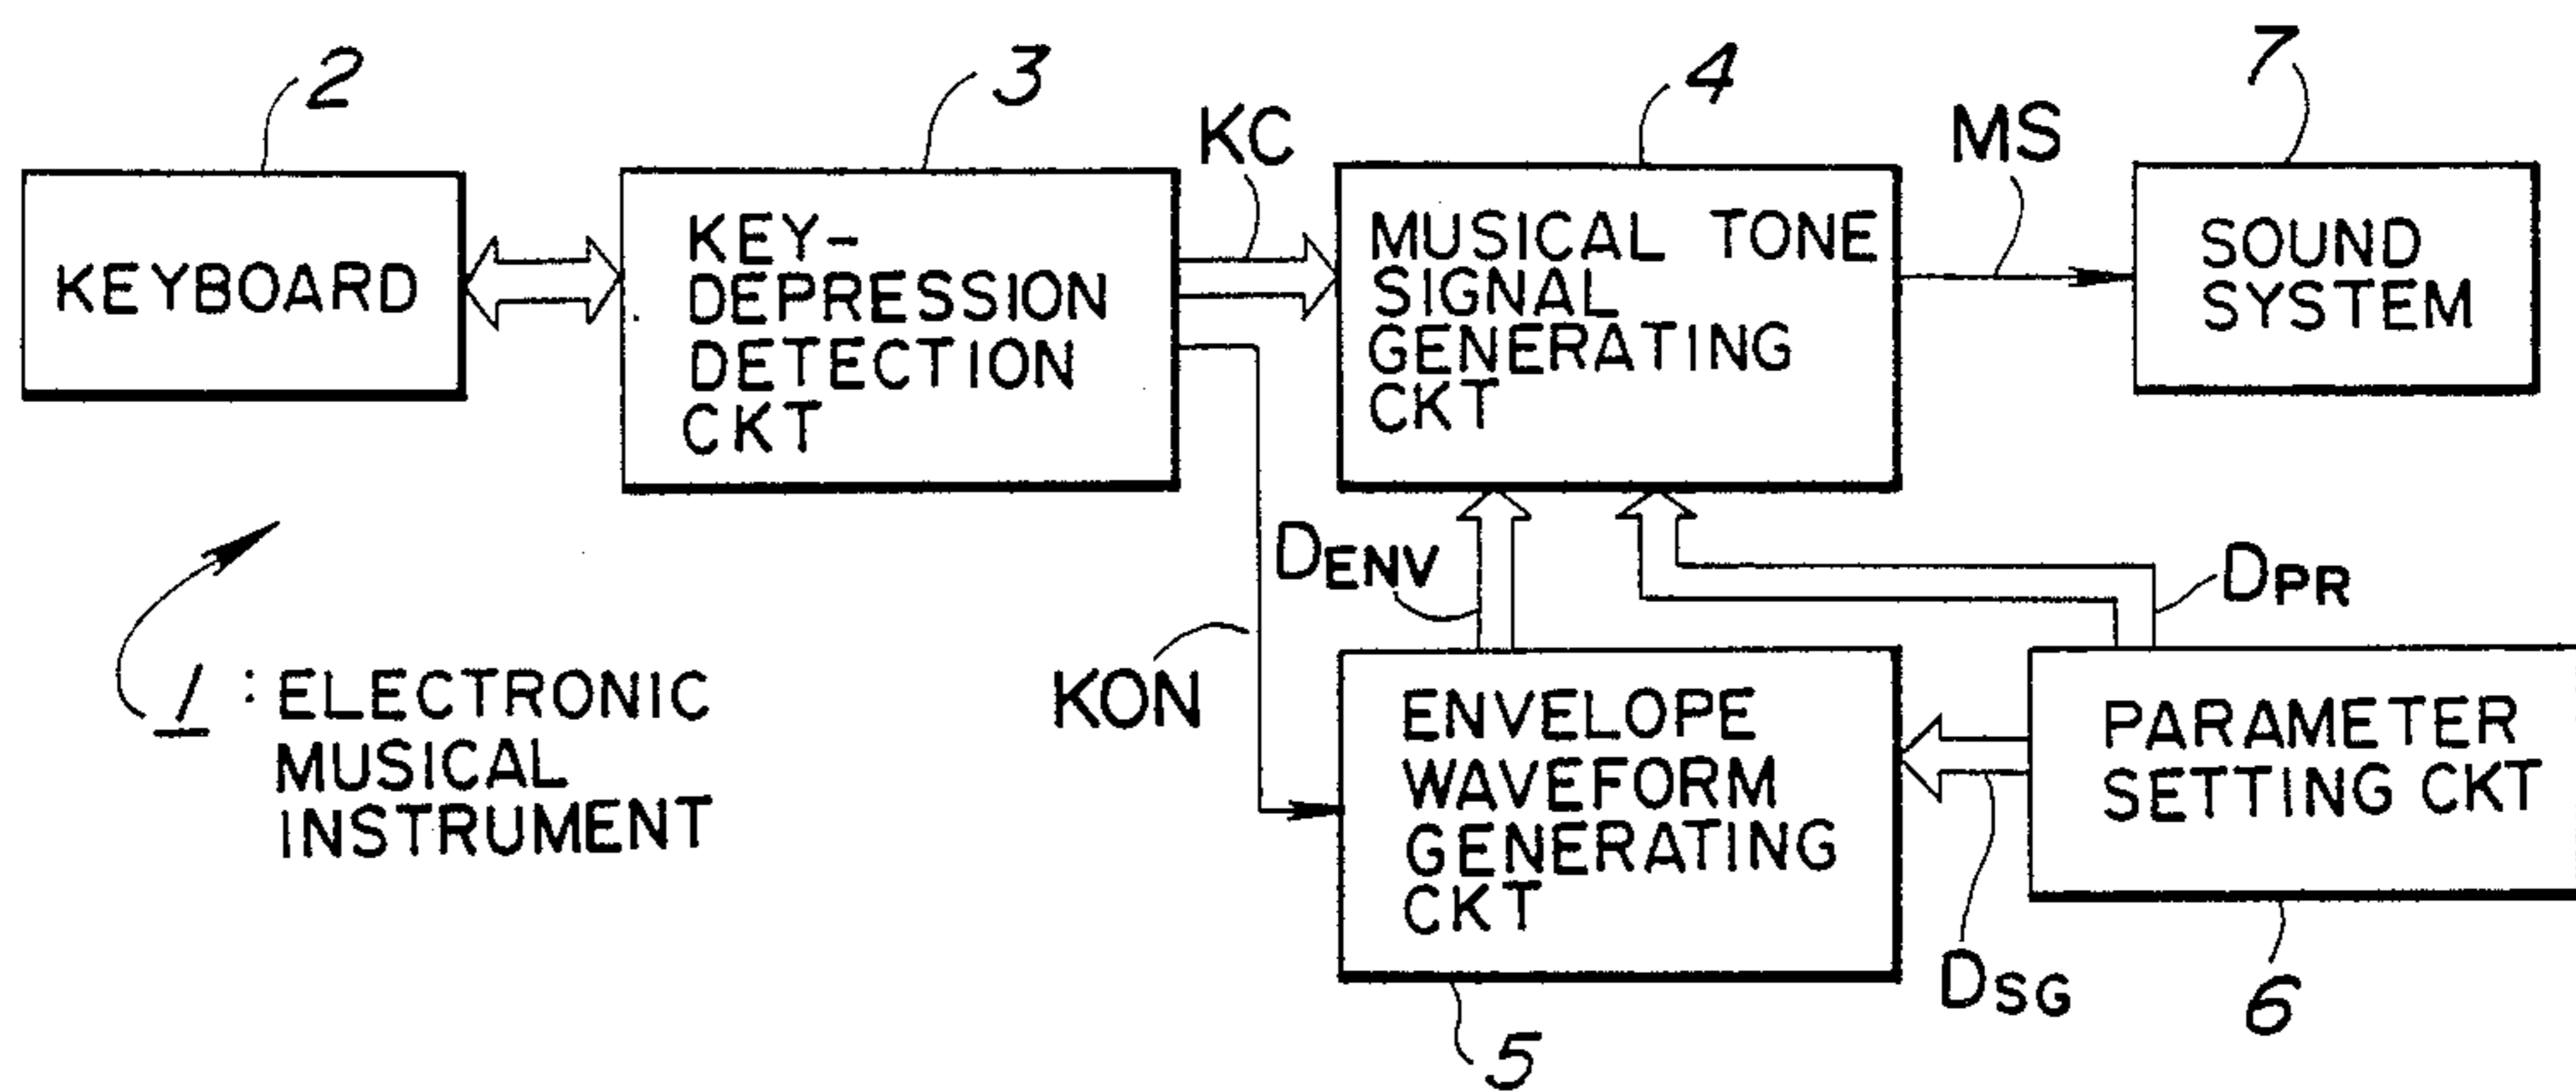 2
3
4
7
KC
MS
KEYBOARD
KEY-
DEPRESSION
DETECTION
CKT
MUSICAL TONE
SIGNAL
GENERATING
CKT
SOUND
SYSTEM
DENV
DPR
KON
1 : ELECTRONIC
MUSICAL
INSTRUMENT
ENVELOPE
WAVEFORM
GENERATING
CKT
PARAMETER
SETTING CKT
DSG
5
6